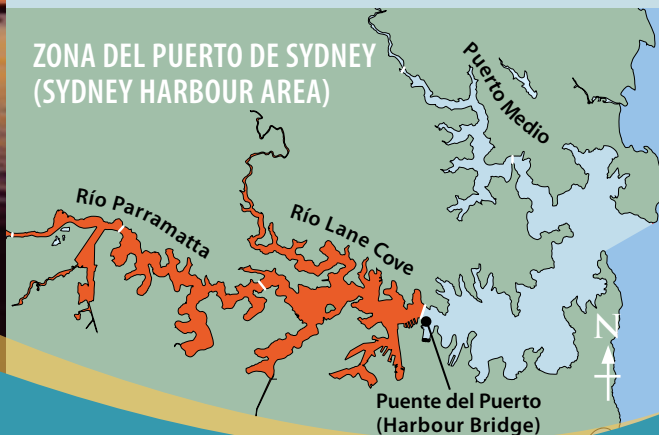 ZONA DEL PUERTO DE SYDNEY
(SYDNEY HARBOUR AREA)
Puerto Medio
Río Parramatta
Río Lane Cove
N
Puente del Puerto
(Harbour Bridge)